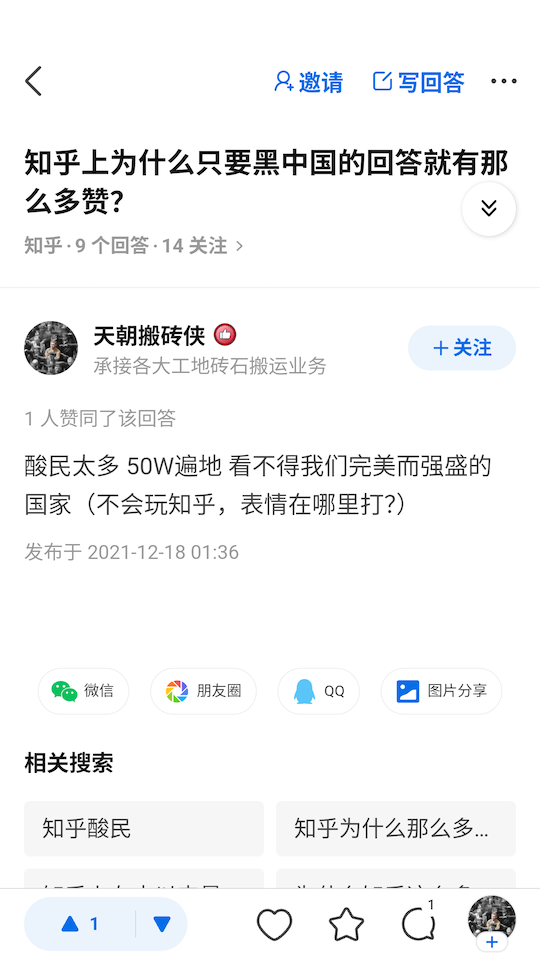 邀请 写回答
知乎上为什么只要黑中国的回答就有那
么多赞？
知乎 · 9 个回答 · 14 关注
天朝搬砖侠
承接各大工地砖石搬运业务
关注
1 人赞同了该回答
酸民太多 50W遍地 看不得我们完美而强盛的
国家（不会玩知乎，表情在哪里打？）
发布于 2021-12-18 01:36
微信 朋友圈 QQ 图片分享
相关搜索
知乎酸民 知乎为什么那么多...
1 1